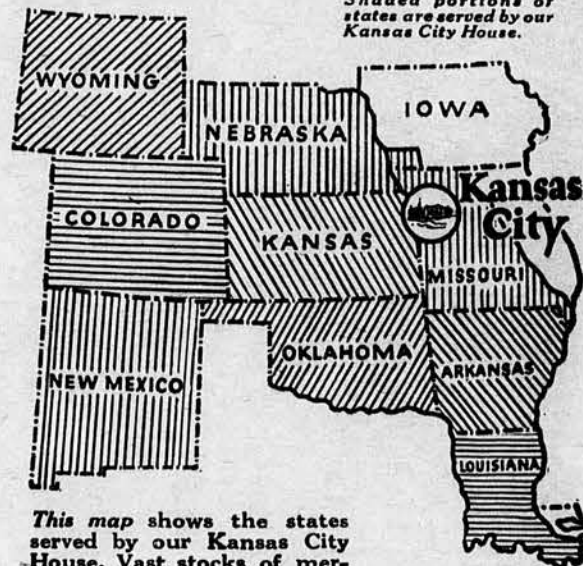 Shaded portions of
states are served by our
Kansas City House.
WYOMING
IOWA
NEBRASKA
Kansas
City
COLORADO
KANSAS
MISSOURI
OKLAHOMA
NEW MEXICO
ARKANSAS
LOUISIANA
This map shows the states
served by our Kansas City
House. Vast stocks of mer-